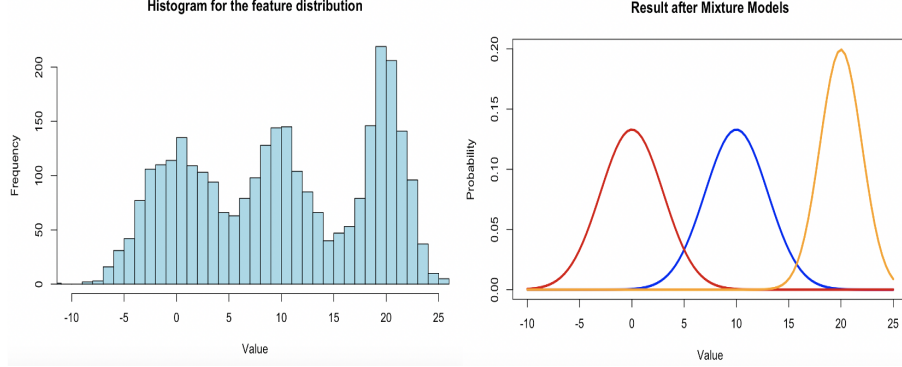 Histogram for the feature distribution
Frequency
200
150
100
50
0
-10 -5 0 5 10 15 20 25
Value
Result after Mixture Models
Probability
0.20
0.15
0.10
0.05
0.00
-10 -5 0 5 10 15 20 25
Value